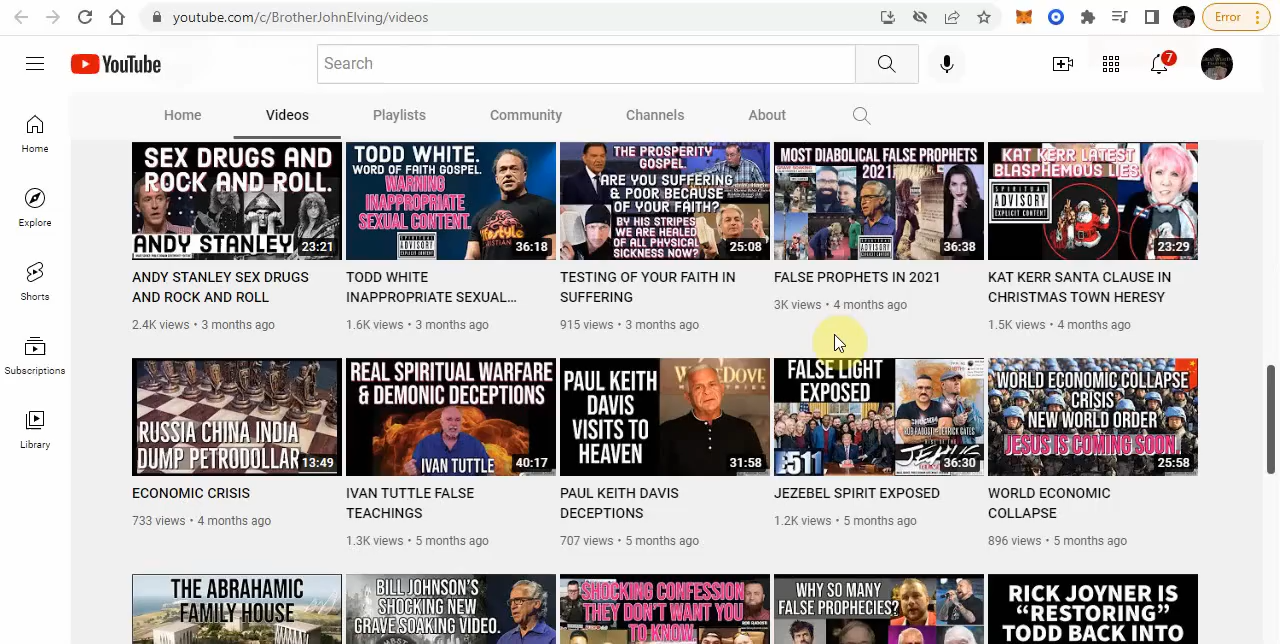 youtube.com/c/BrotherJohnElving/videos
Error
YouTube
Search
7
Home
Videos
Playlists
Community
Channels
About
Home
Explore
Shorts
Subscriptions
Library
SEX DRUGS AND
ROCK AND ROLL.
ANDY STANLEY
23:21
ANDY STANLEY SEX DRUGS
AND ROCK AND ROLL
2.4K views • 3 months ago
TODD WHITE.
WORD OF FAITH GOSPEL.
WARNING
INAPPROPRIATE
SEXUAL
CONTENT.
ADVISORY
36:18
TODD WHITE
INAPPROPRIATE SEXUAL...
1.6K views • 3 months ago
THE PROSPERITY
GOSPEL.
ARE YOU SUFFERING
& POOR BECAUSE
OF YOUR FAITH?
BY HIS STRIPES
WE ARE HEALED
OF ALL PHYSICAL
SICKNESS NOW?
25:08
TESTING OF YOUR FAITH IN
SUFFERING
915 views • 3 months ago
MOST DIABOLICAL FALSE PROPHETS
2021
ADVISORY
36:38
FALSE PROPHETS IN 2021
3K views • 4 months ago
KAT KERR LATEST
BLASPHEMOUS LIES
SPIRITUAL
ADVISORY
EXPLICIT CONTENT
23:29
KAT KERR SANTA CLAUSE IN
CHRISTMAS TOWN HERESY
1.5K views • 4 months ago
RUSSIA CHINA INDIA
DUMP PETRODOLLAR
13:49
ECONOMIC CRISIS
733 views • 4 months ago
REAL SPIRITUAL WARFARE
& DEMONIC DECEPTIONS
IVAN TUTTLE
40:17
IVAN TUTTLE FALSE
TEACHINGS
1.3K views • 5 months ago
PAUL KEITH
DAVIS
VISITS TO
HEAVEN
31:58
PAUL KEITH DAVIS
DECEPTIONS
707 views • 5 months ago
FALSE LIGHT
EXPOSED
£511
36:30
JEZEBEL SPIRIT EXPOSED
1.2K views • 5 months ago
WORLD ECONOMIC COLLAPSE
CRISIS
NEW WORLD ORDER
JESUS IS COMING SOON.
25:58
WORLD ECONOMIC
COLLAPSE
896 views • 5 months ago
THE ABRAHAMIC
FAMILY HOUSE
BILL JOHNSON'S
SHOCKING NEW
GRAVE SOAKING VIDEO.
SHOCKING CONFESSION
THEY DON'T WANT YOU
TO KNOW.
WHY SO MANY
FALSE PROPHECIES?
RICK JOYNER IS
"RESTORING"
TODD BACK INTO